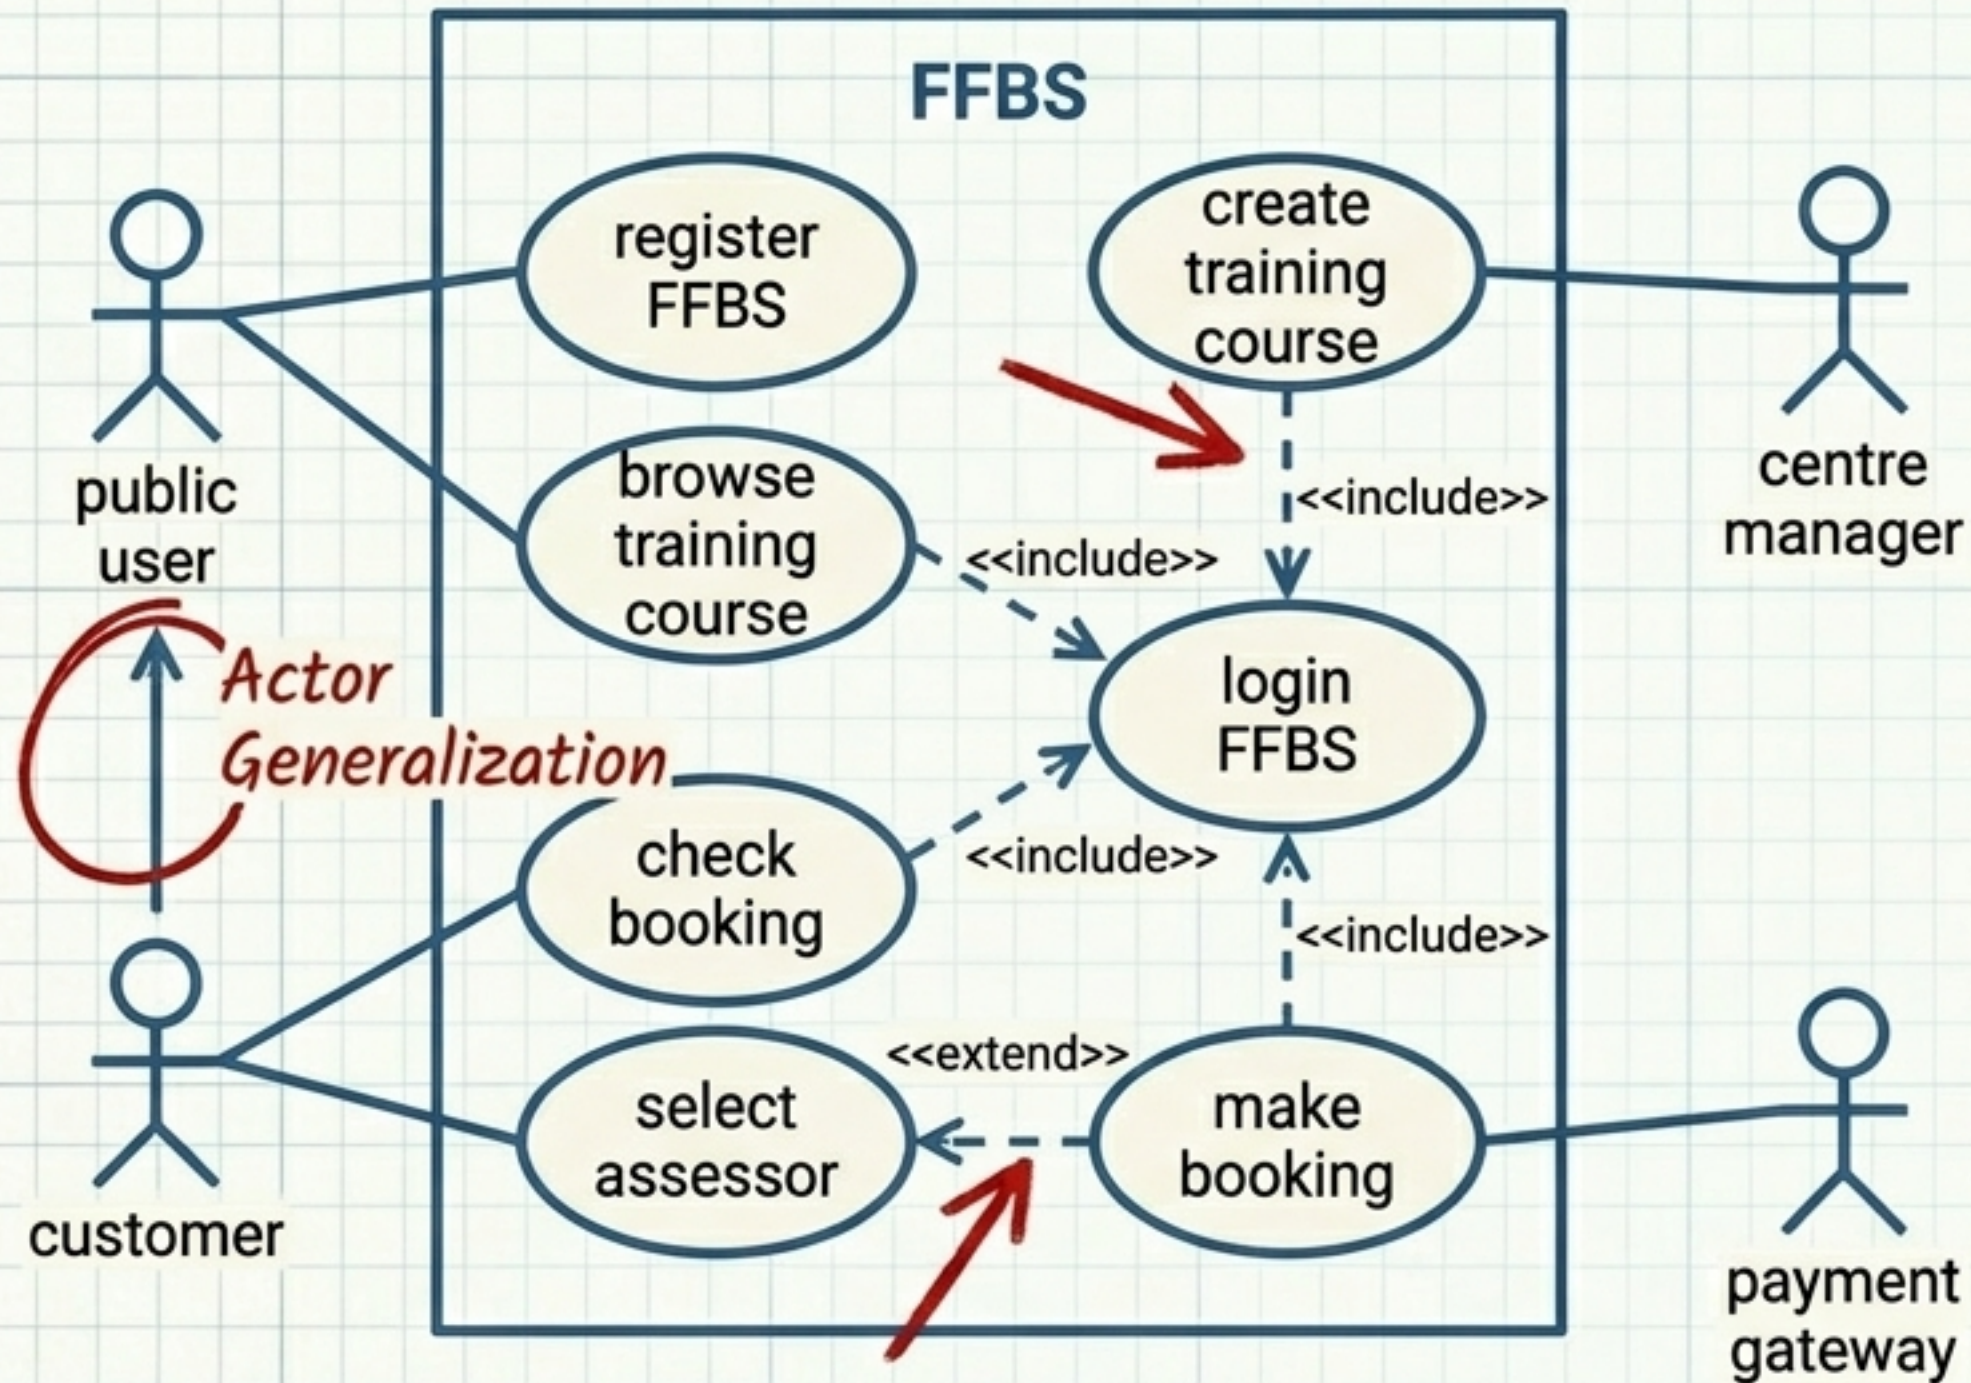 FFBS
register
FFBS
create
training
course
public
user
centre
manager
browse
training
course
<<include>>
<<include>>
Actor
Generalization
login
FFBS
check
booking
<<include>>
<<include>>
<<extend>>
select
assessor
make
booking
customer
payment
gateway